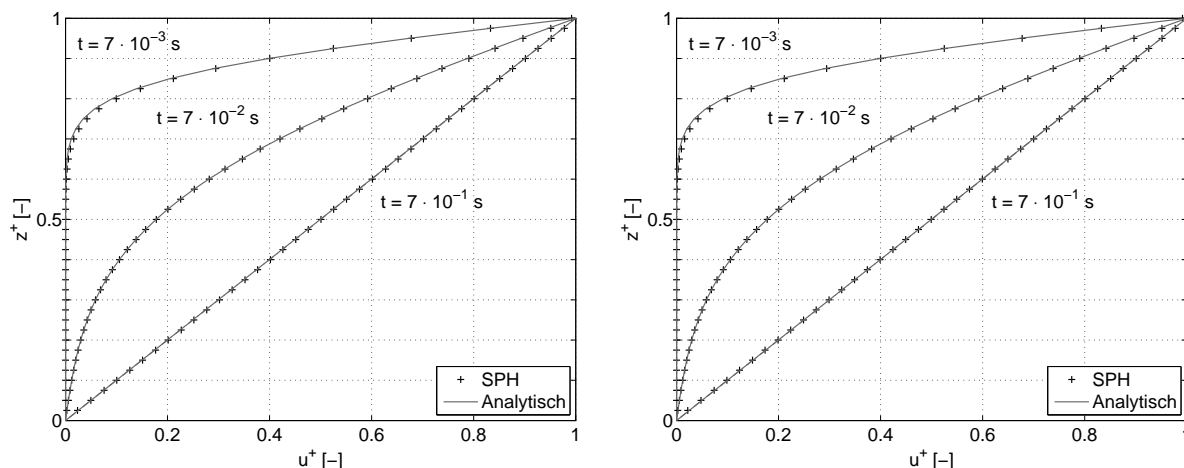 1
t = 7 · 10⁻³ s
t = 7 · 10⁻² s
t = 7 · 10⁻¹ s
0.5
z⁺ [–]
SPH
Analytisch
0
0 0.2 0.4 0.6 0.8 1
u⁺ [–]
1
t = 7 · 10⁻³ s
t = 7 · 10⁻² s
t = 7 · 10⁻¹ s
0.5
z⁺ [–]
SPH
Analytisch
0
0 0.2 0.4 0.6 0.8 1
u⁺ [–]